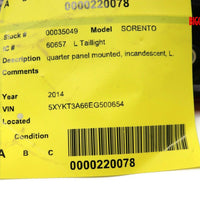 0000220078
Stock # 00035049 Model SORENTO
IC # 60657 L Taillight
Description quarter panel mounted, incandescent, L.
Comments
Year 2014
VIN 5XYKT3A66EG500654
Located
Condition
A B C 0000220078